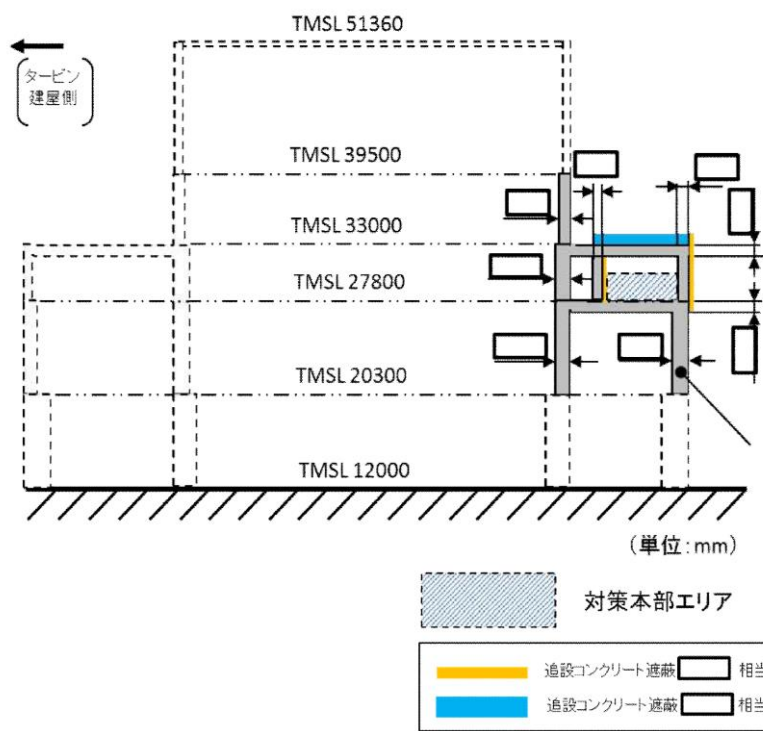 TMSL 51360
タービン
建屋側
TMSL 39500
TMSL 33000
TMSL 27800
TMSL 20300
TMSL 12000
(単位:mm)
対策本部エリア
追設コンクリート遮蔽 相当
追設コンクリート遮蔽 相当